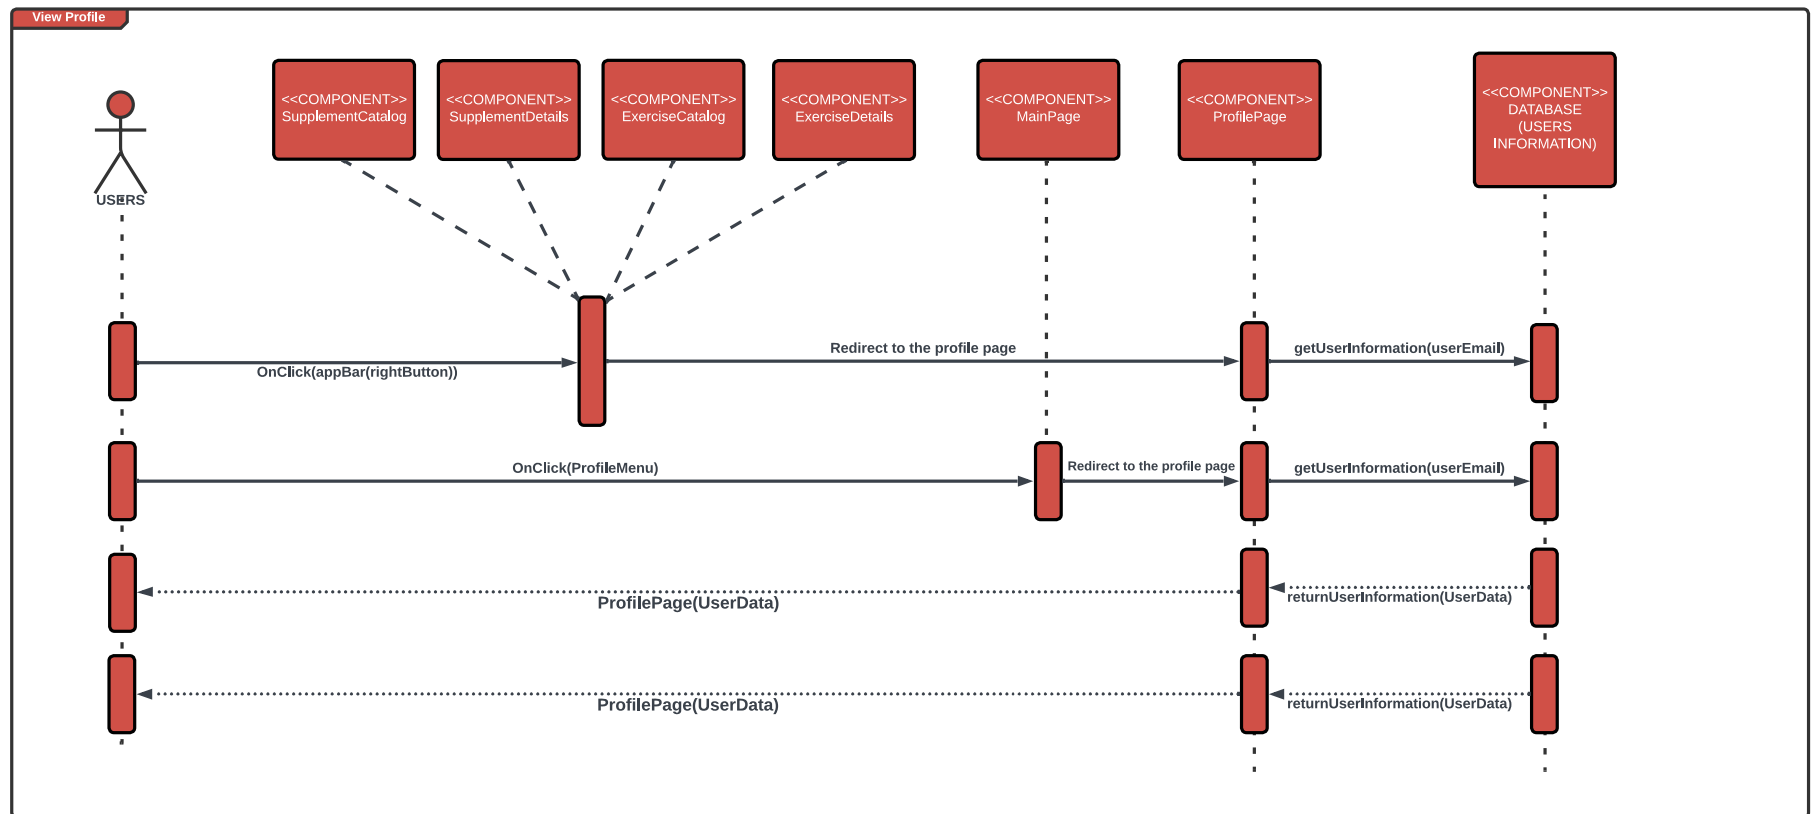 View Profile
<<COMPONENT>>
SupplementCatalog
<<COMPONENT>>
SupplementDetails
<<COMPONENT>>
ExerciseCatalog
<<COMPONENT>>
ExerciseDetails
<<COMPONENT>>
MainPage
<<COMPONENT>>
ProfilePage
<<COMPONENT>>
DATABASE
(USERS
INFORMATION)
USERS
OnClick(appBar(rightButton))
Redirect to the profile page
getUserInformation(userEmail)
OnClick(ProfileMenu)
Redirect to the profile page
getUserInformation(userEmail)
ProfilePage(UserData)
returnUserInformation(UserData)
ProfilePage(UserData)
returnUserInformation(UserData)